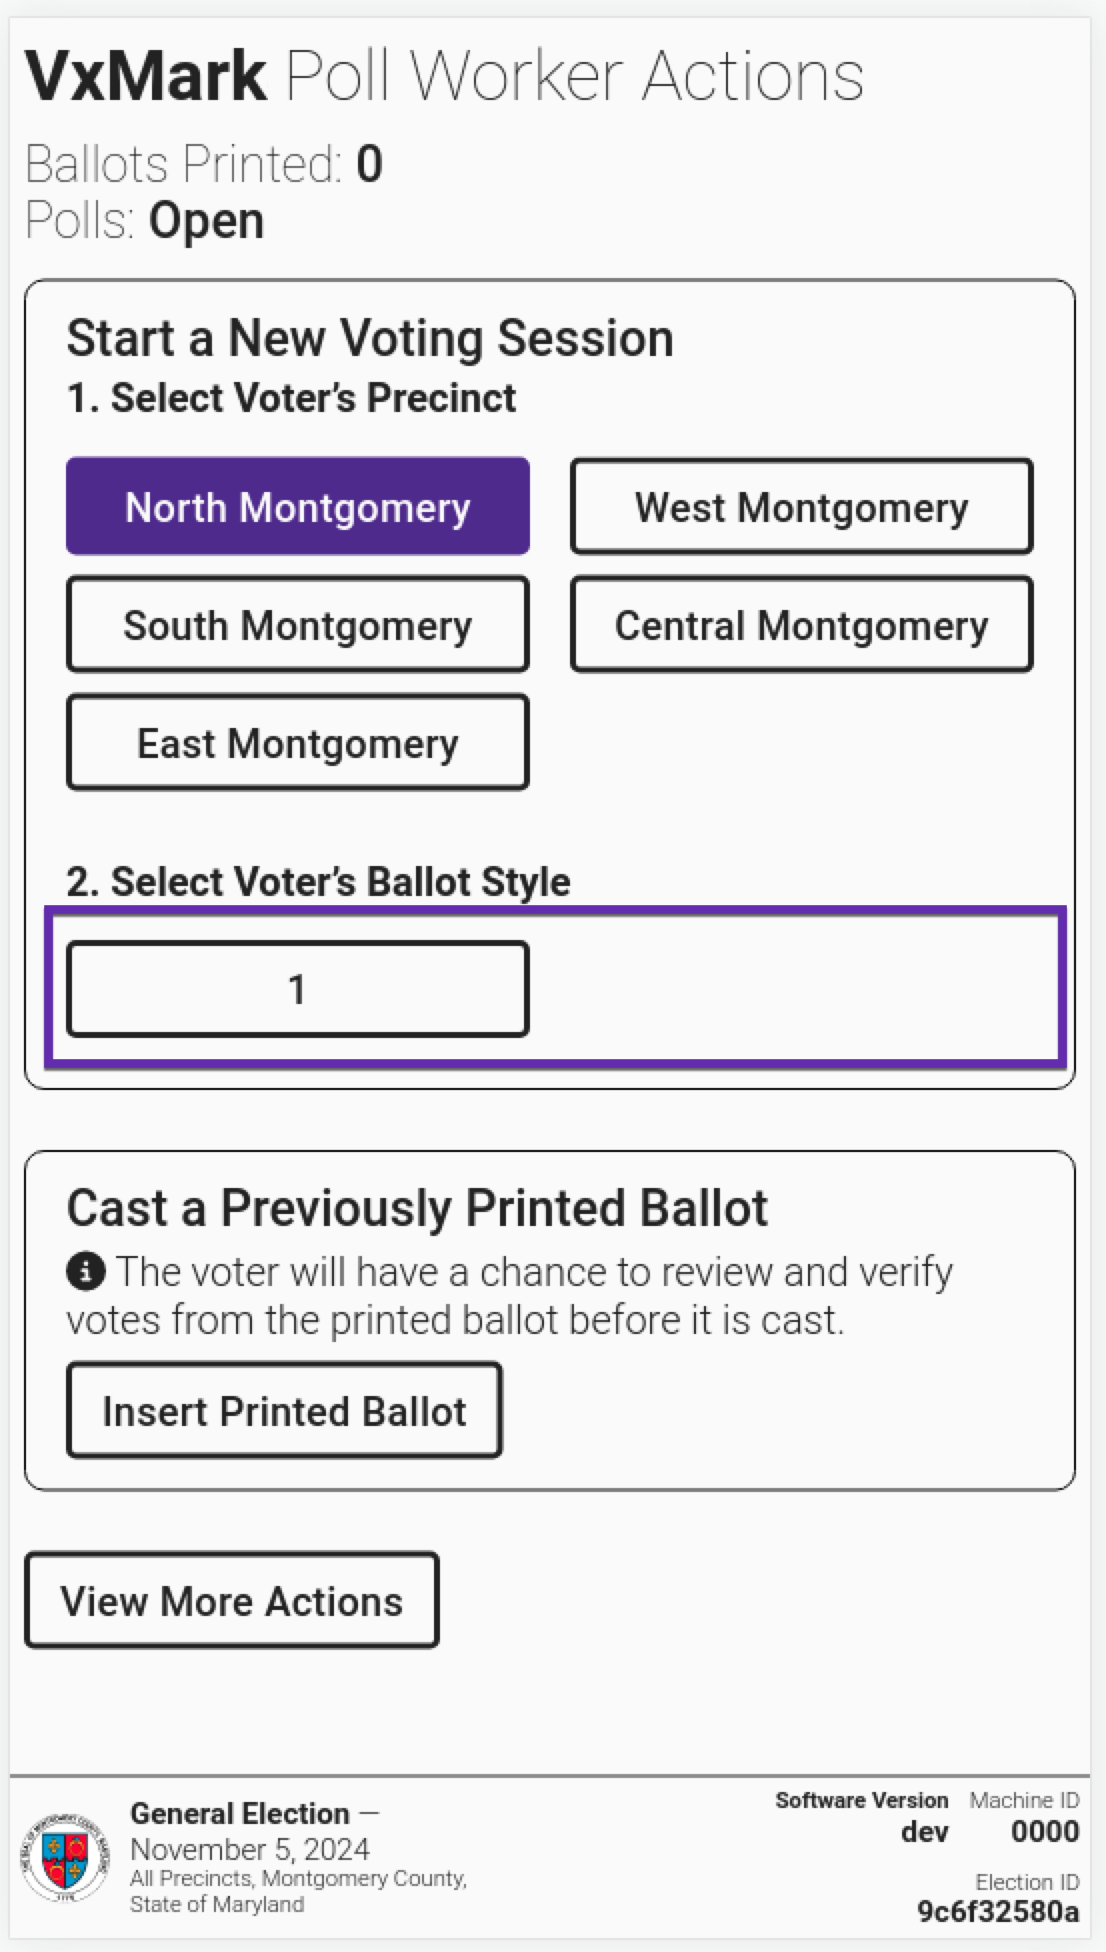 VxMark Poll Worker Actions
Ballots Printed: 0
Polls: Open
Start a New Voting Session
1. Select Voter’s Precinct
North Montgomery
West Montgomery
South Montgomery
Central Montgomery
East Montgomery
2. Select Voter’s Ballot Style
1
Cast a Previously Printed Ballot
The voter will have a chance to review and verify
votes from the printed ballot before it is cast.
Insert Printed Ballot
View More Actions
General Election —
November 5, 2024
All Precincts, Montgomery County,
State of Maryland
Software Version
dev
Machine ID
0000
Election ID
9c6f32580a